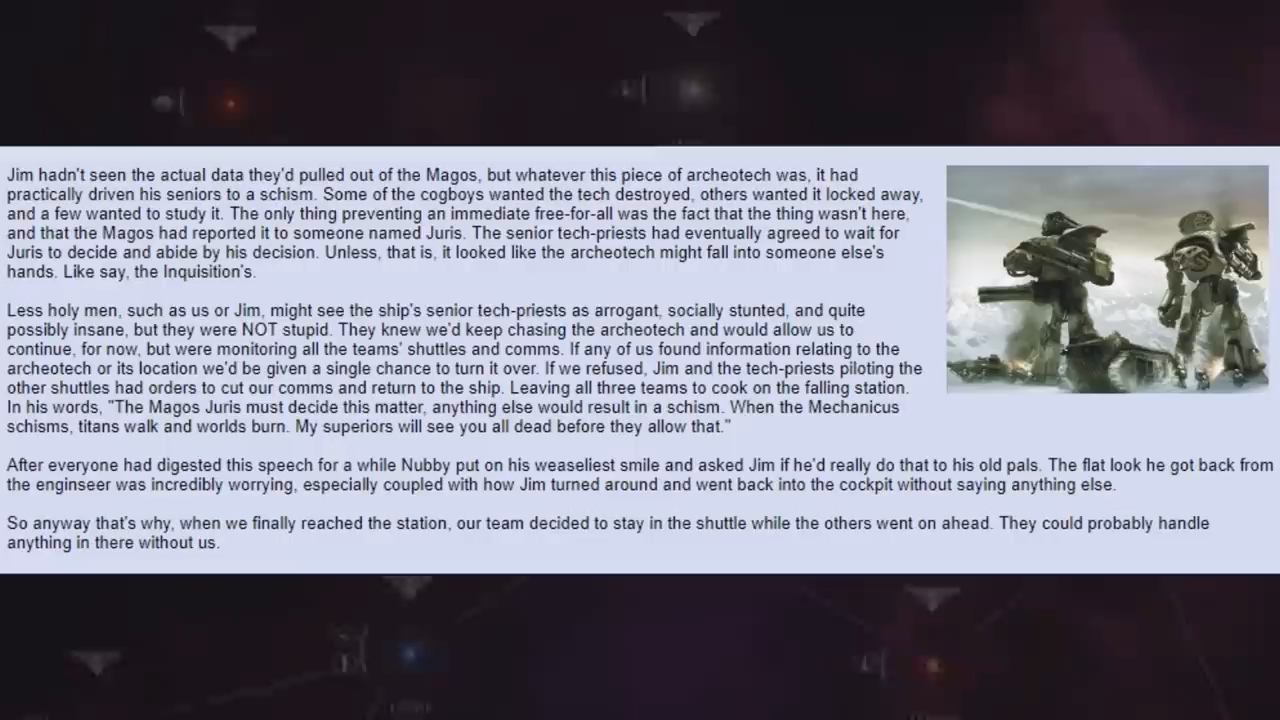 Jim hadn't seen the actual data they'd pulled out of the Magos, but whatever this piece of archeotech was, it had
practically driven his seniors to a schism. Some of the cogboys wanted the tech destroyed, others wanted it locked away,
and a few wanted to study it. The only thing preventing an immediate free-for-all was the fact that the thing wasn't here,
and that the Magos had reported it to someone named Juris. The senior tech-priests had eventually agreed to wait for
Juris to decide and abide by his decision. Unless, that is, it looked like the archeotech might fall into someone else's
hands. Like say, the Inquisition's.
Less holy men, such as us or Jim, might see the ship's senior tech-priests as arrogant, socially stunted, and quite
possibly insane, but they were NOT stupid. They knew we'd keep chasing the archeotech and would allow us to
continue, for now, but were monitoring all the teams' shuttles and comms. If any of us found information relating to the
archeotech or its location we'd be given a single chance to turn it over. If we refused, Jim and the tech-priests piloting the
other shuttles had orders to cut our comms and return to the ship. Leaving all three teams to cook on the falling station.
In his words, "The Magos Juris must decide this matter, anything else would result in a schism. When the Mechanicus
schisms, titans walk and worlds burn. My superiors will see you all dead before they allow that."
After everyone had digested this speech for a while Nubby put on his weaseliest smile and asked Jim if he'd really do that to his old pals. The flat look he got back from
the enginseer was incredibly worrying, especially coupled with how Jim turned around and went back into the cockpit without saying anything else.
So anyway that's why, when we finally reached the station, our team decided to stay in the shuttle while the others went on ahead. They could probably handle
anything in there without us.